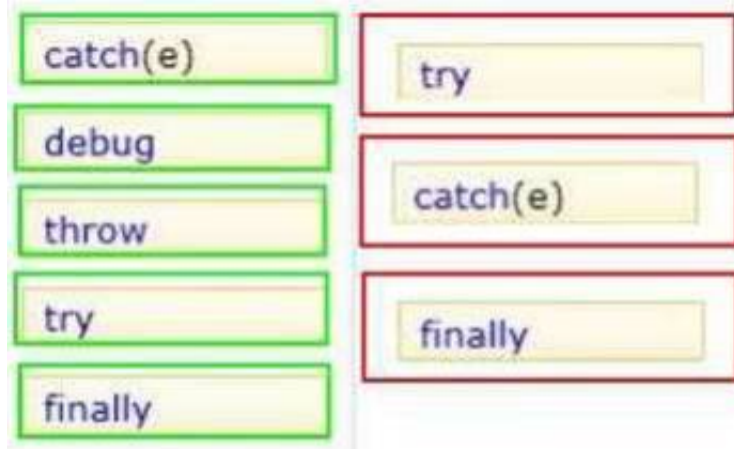 catch(e)
debug
throw
try
finally
try
catch(e)
finally